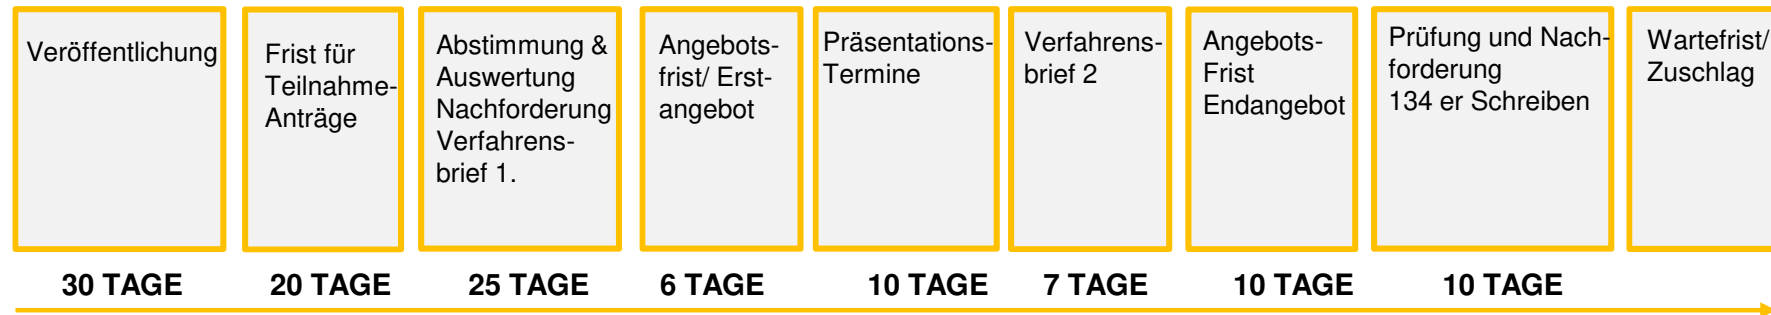 Veröffentlichung
Frist für
Teilnahme-
Anträge
Abstimmung &
Auswertung
Nachforderung
Verfahrens-
brief 1.
Angebots-
frist/ Erst-
angebot
Präsentations-
Termine
Verfahrens-
brief 2
Angebots-
Frist
Endangebot
Prüfung und Nach-
forderung
134 er Schreiben
Wartefrist/
Zuschlag
30 TAGE
20 TAGE
25 TAGE
6 TAGE
10 TAGE
7 TAGE
10 TAGE
10 TAGE